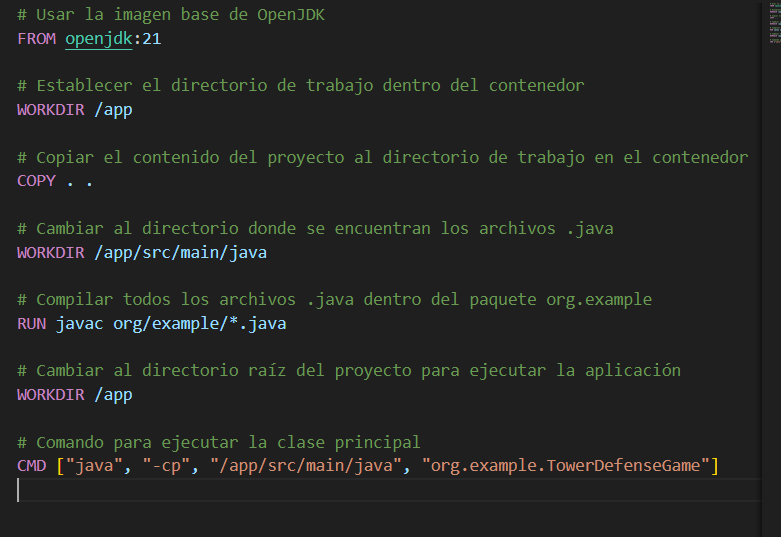 # Usar la imagen base de OpenJDK
FROM openjdk:21
# Establecer el directorio de trabajo dentro del contenedor
WORKDIR /app
# Copiar el contenido del proyecto al directorio de trabajo en el contenedor
COPY . .
# Cambiar al directorio donde se encuentran los archivos .java
WORKDIR /app/src/main/java
# Compilar todos los archivos .java dentro del paquete org.example
RUN javac org/example/*.java
# Cambiar al directorio raíz del proyecto para ejecutar la aplicación
WORKDIR /app
# Comando para ejecutar la clase principal
CMD ["java", "-cp", "/app/src/main/java", "org.example.TowerDefenseGame"]